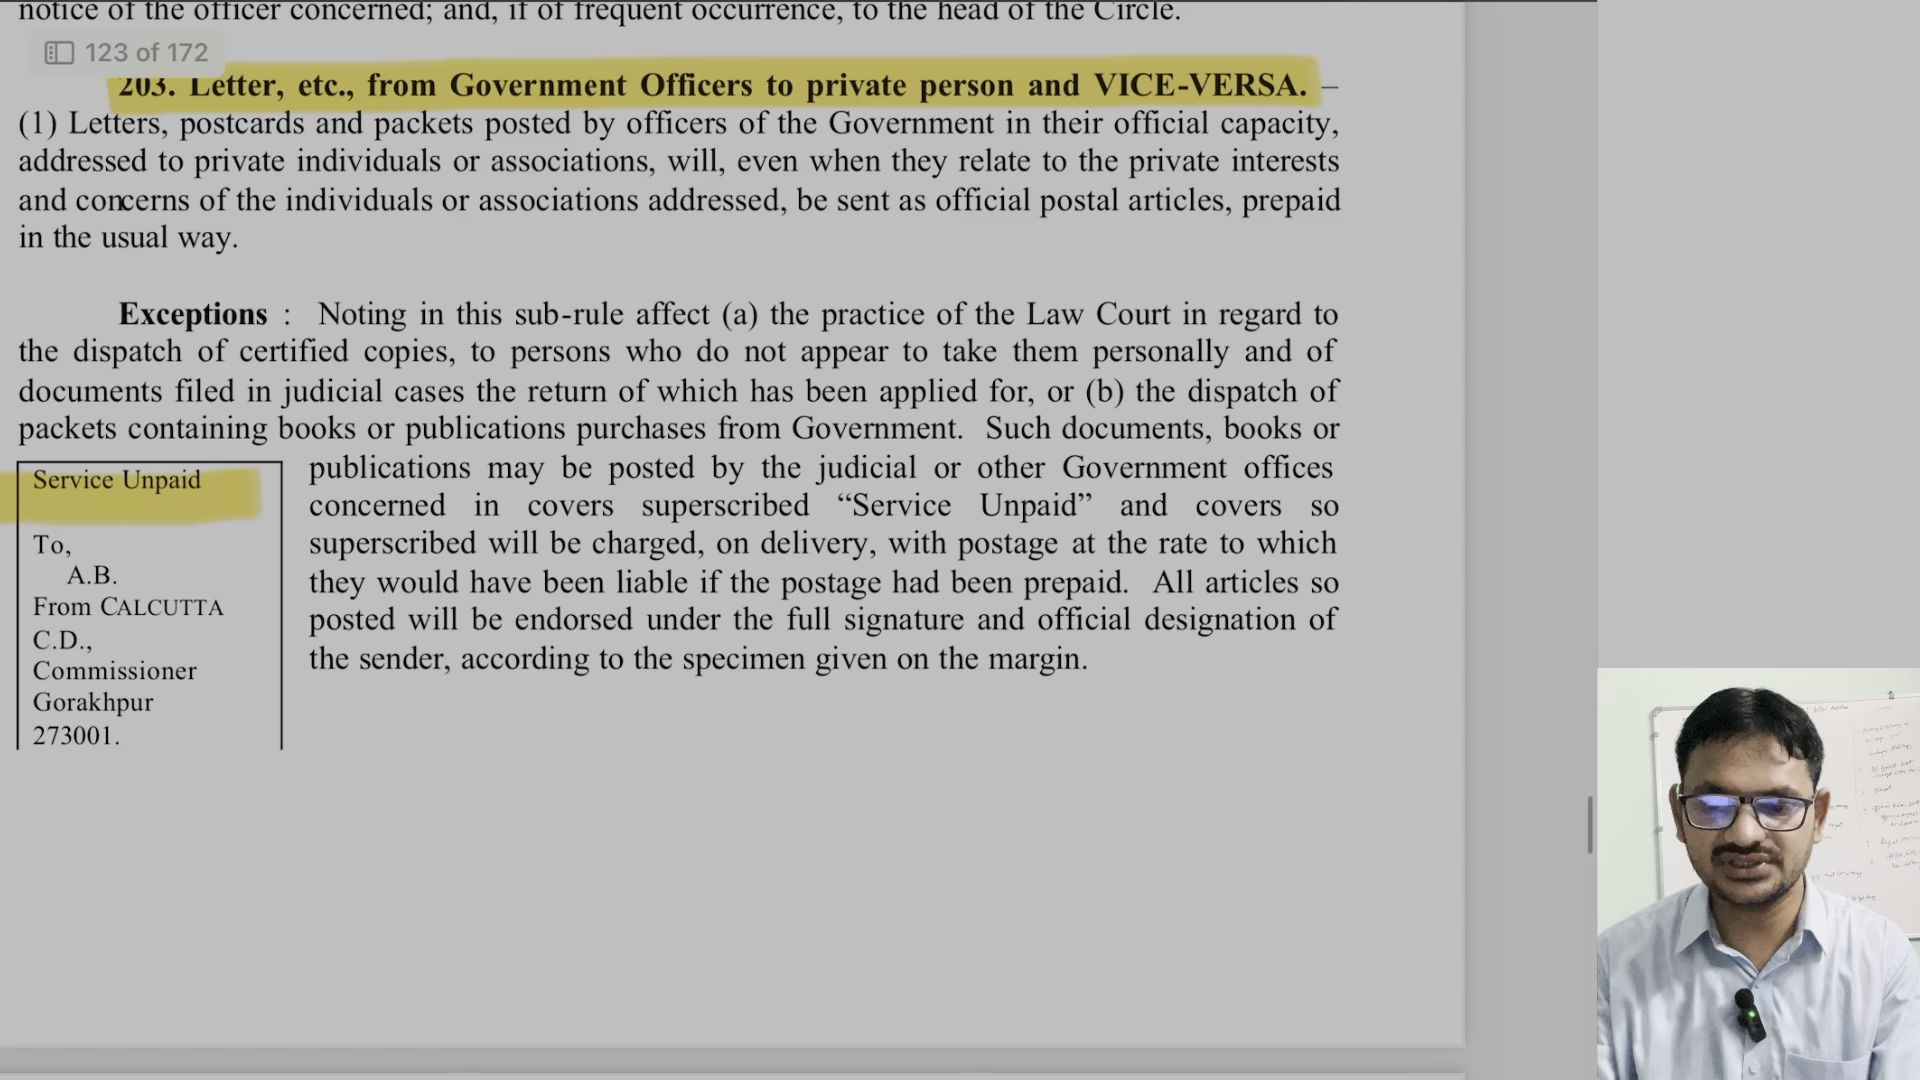 notice of the officer concerned; and, if of frequent occurrence, to the head of the Circle.
123 of 172
203. Letter, etc., from Government Officers to private person and VICE-VERSA. –
(1) Letters, postcards and packets posted by officers of the Government in their official capacity,
addressed to private individuals or associations, will, even when they relate to the private interests
and concerns of the individuals or associations addressed, be sent as official postal articles, prepaid
in the usual way.
Exceptions : Noting in this sub-rule affect (a) the practice of the Law Court in regard to
the dispatch of certified copies, to persons who do not appear to take them personally and of
documents filed in judicial cases the return of which has been applied for, or (b) the dispatch of
packets containing books or publications purchases from Government. Such documents, books or
publications may be posted by the judicial or other Government offices
concerned in covers superscribed “Service Unpaid” and covers so
superscribed will be charged, on delivery, with postage at the rate to which
they would have been liable if the postage had been prepaid. All articles so
posted will be endorsed under the full signature and official designation of
the sender, according to the specimen given on the margin.
Service Unpaid
To,
A.B.
From CALCUTTA
C.D.,
Commissioner
Gorakhpur
273001.